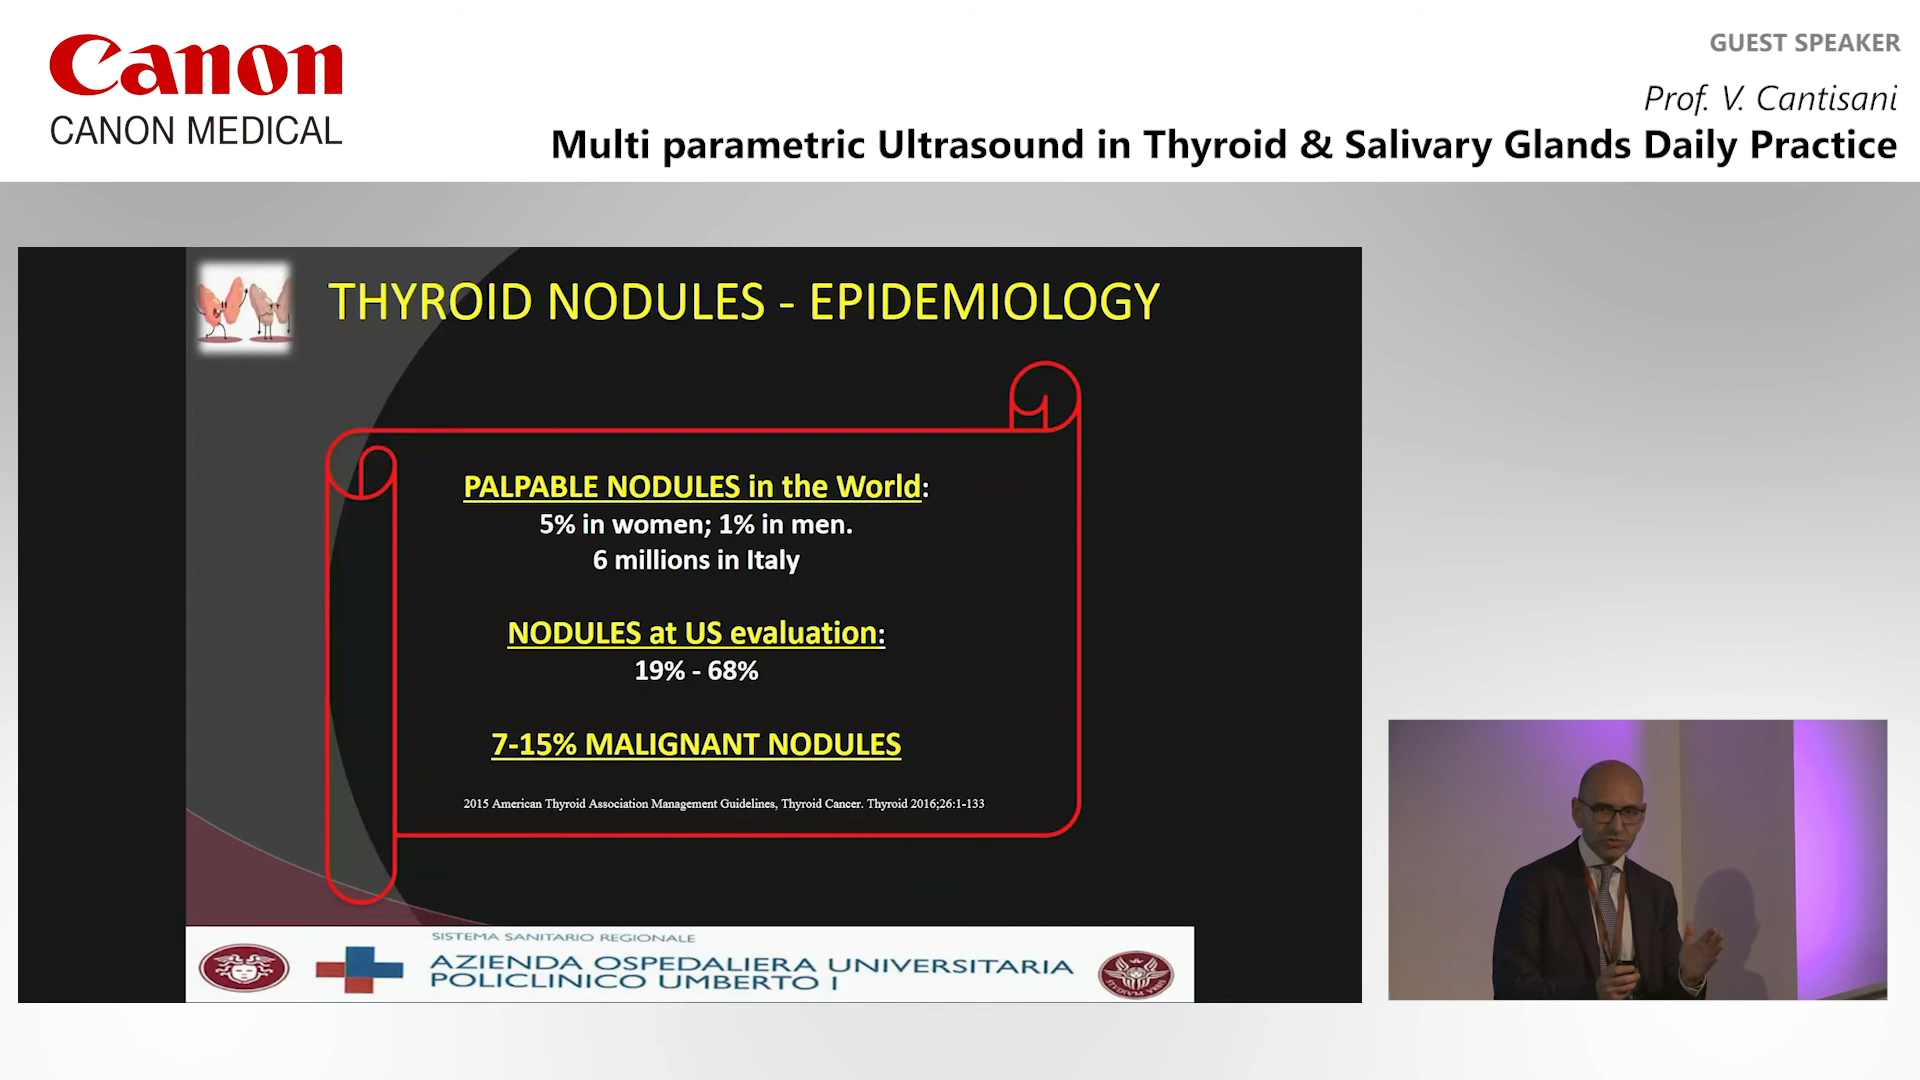 Canon
CANON MEDICAL
GUEST SPEAKER
Prof. V. Cantisani
Multi parametric Ultrasound in Thyroid & Salivary Glands Daily Practice
THYROID NODULES - EPIDEMIOLOGY
PALPABLE NODULES in the World:
5% in women; 1% in men.
6 millions in Italy
NODULES at US evaluation:
19% - 68%
7-15% MALIGNANT NODULES
2015 American Thyroid Association Management Guidelines, Thyroid Cancer. Thyroid 2016;26:1-133
SISTEMA SANITARIO REGIONALE
AZIENDA OSPEDALIERA UNIVERSITARIA
POLICLINICO UMBERTO I
STVDIVM VRBIS